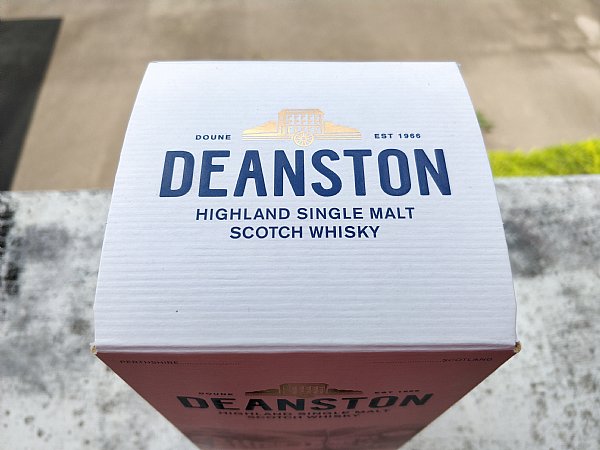 DOUNE EST 1966
DEANSTON
HIGHLAND SINGLE MALT
SCOTCH WHISKY
PERTHSHIRE SCOTLAND
DOUNE EST 1966
DEANSTON
HIGHLAND SINGLE MALT
SCOTCH WHISKY